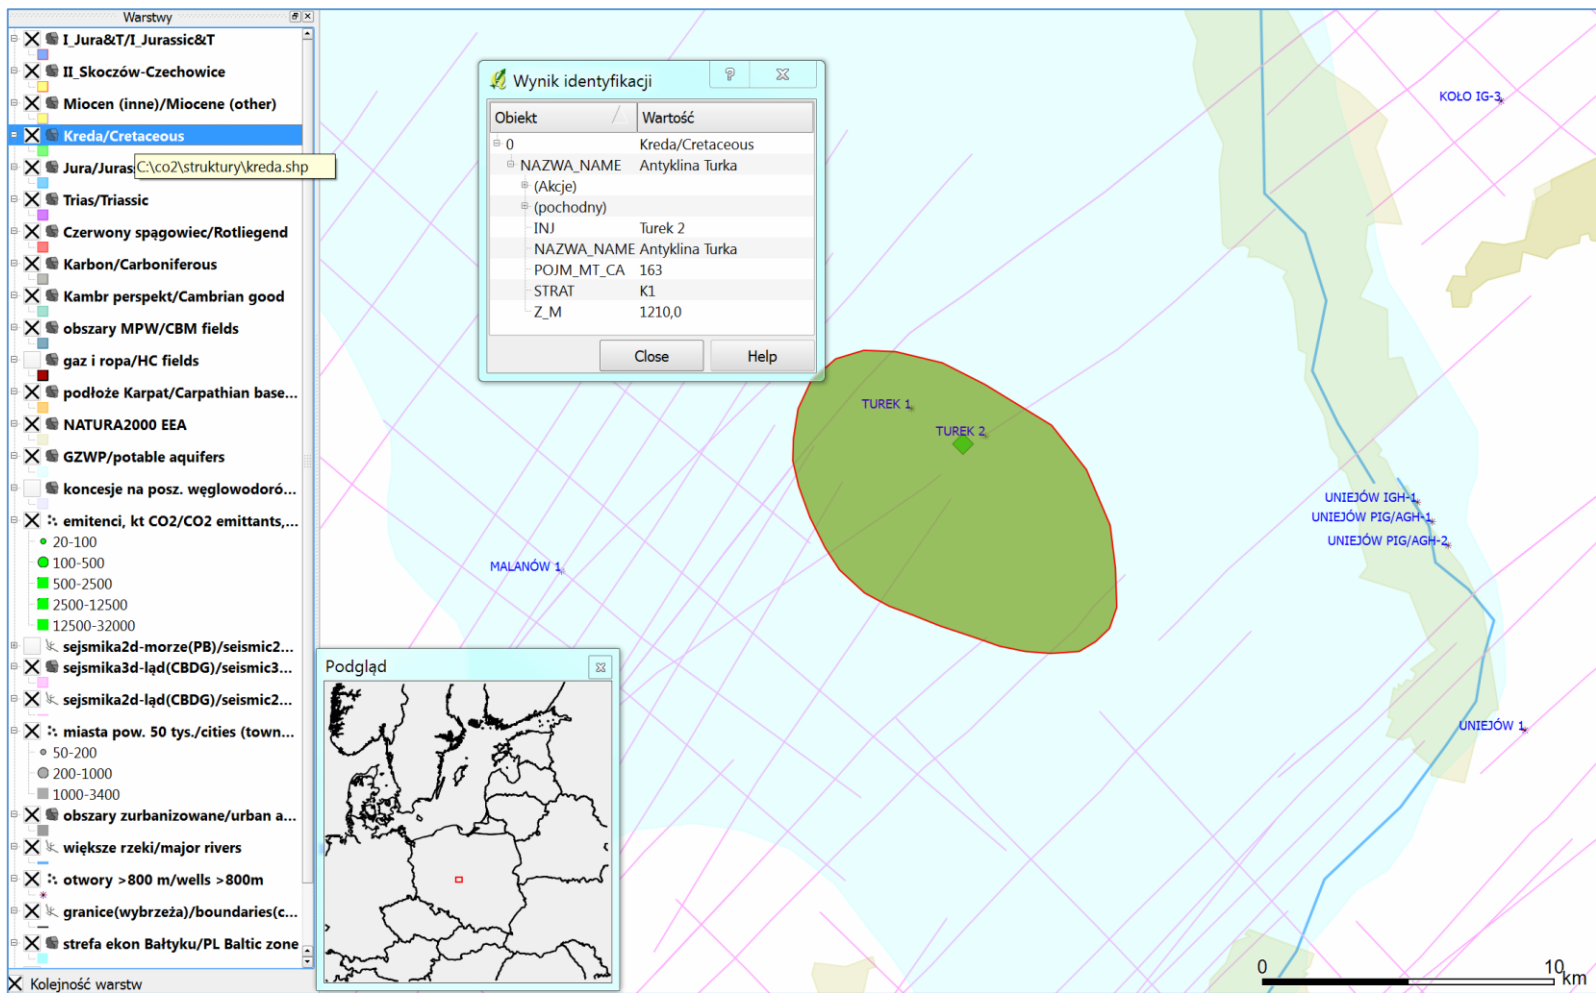 Warstwy
I_Jura&T/I_Jurassic&T
II_Skoczów-Czechowice
Miocen (inne)/Miocene (other)
Kreda/Cretaceous
Jura/Juras
C:\co2\struktury\kreda.shp
Trias/Triassic
Czerwony spągowiec/Rotliegend
Karbon/Carboniferous
Kambr perspekt/Cambrian good
obszary MPW/CBM fields
gaz i ropa/HC fields
podłoże Karpat/Carpathian base...
NATURA2000 EEA
GZWP/potable aquifers
koncesje na posz. węglowodoró...
emitenci, kt CO2/CO2 emittants,...
20-100
100-500
500-2500
2500-12500
12500-32000
sejsmika2d-morze(PB)/seismic2...
sejsmika3d-ląd(CBDG)/seismic3...
sejsmika2d-ląd(CBDG)/seismic2...
miasta pow. 50 tys./cities (town...
50-200
200-1000
1000-3400
obszary zurbanizowane/urban a...
większe rzeki/major rivers
otwory >800 m/wells >800m
granice(wybrzeża)/boundaries(c...
strefa ekon Bałtyku/PL Baltic zone
Kolejność warstw
Wynik identyfikacji
Obiekt Wartość
0 Kreda/Cretaceous
NAZWA_NAME Antyklina Turka
(Akcje)
(pochodny)
INJ Turek 2
NAZWA_NAME Antyklina Turka
POJM_MT_CA 163
STRAT K1
Z_M 1210,0
Close Help
KOŁO IG-3
TUREK 1
TUREK 2
UNIEJÓW IGH-1
UNIEJÓW PIG/AGH-1
UNIEJÓW PIG/AGH-2
MALANÓW 1
UNIEJÓW 1
Podgląd
0 10 km